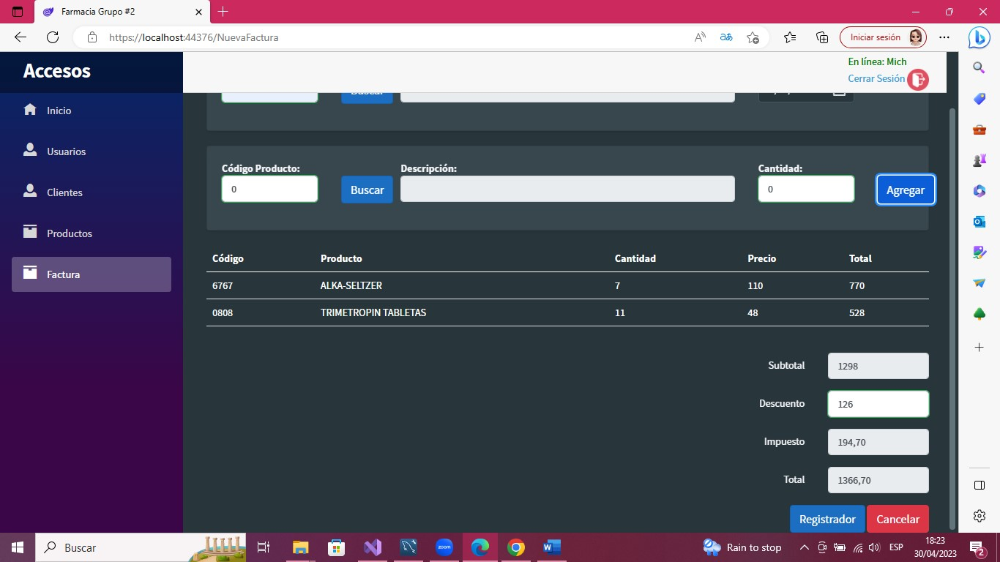 Farmacia Grupo #2
https://localhost:44376/NuevaFactura
Iniciar sesión
Accesos
En línea: Mich
Cerrar Sesión
Inicio
Usuarios
Clientes
Productos
Factura
Buscar
Código Producto:
Descripción:
Cantidad:
0
Buscar
0
Agregar
Código Producto Cantidad Precio Total
6767 ALKA-SELTZER 7 110 770
0808 TRIMETROPIN TABLETAS 11 48 528
Subtotal 1298
Descuento 126
Impuesto 194,70
Total 1366,70
Registrador Cancelar
Buscar
zoom
Rain to stop
ESP
18:23
30/04/2023
2